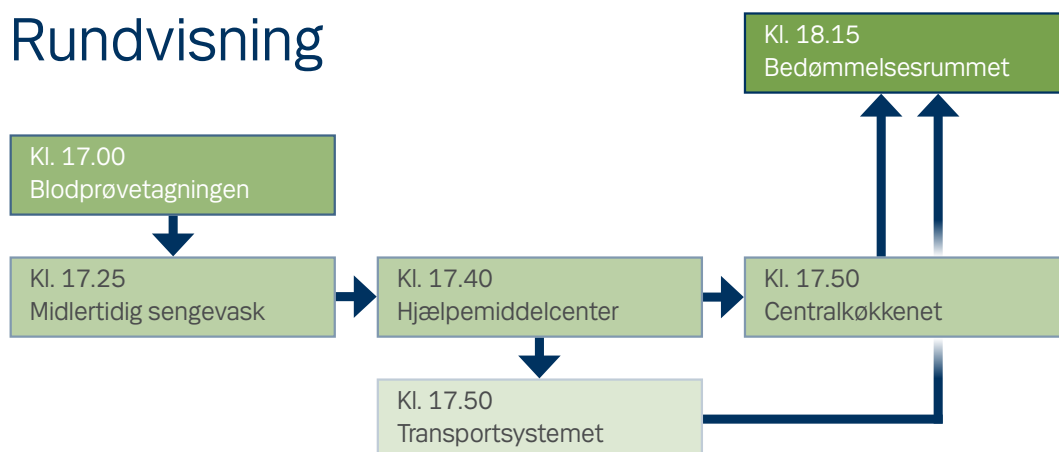 Rundvisning
Kl. 18.15
Bedømmelsesrummet
Kl. 17.00
Blodprøvetagningen
Kl. 17.25
Midlertidig sengevask
Kl. 17.40
Hjælpemiddelcenter
Kl. 17.50
Centralkøkkenet
Kl. 17.50
Transportsystemet